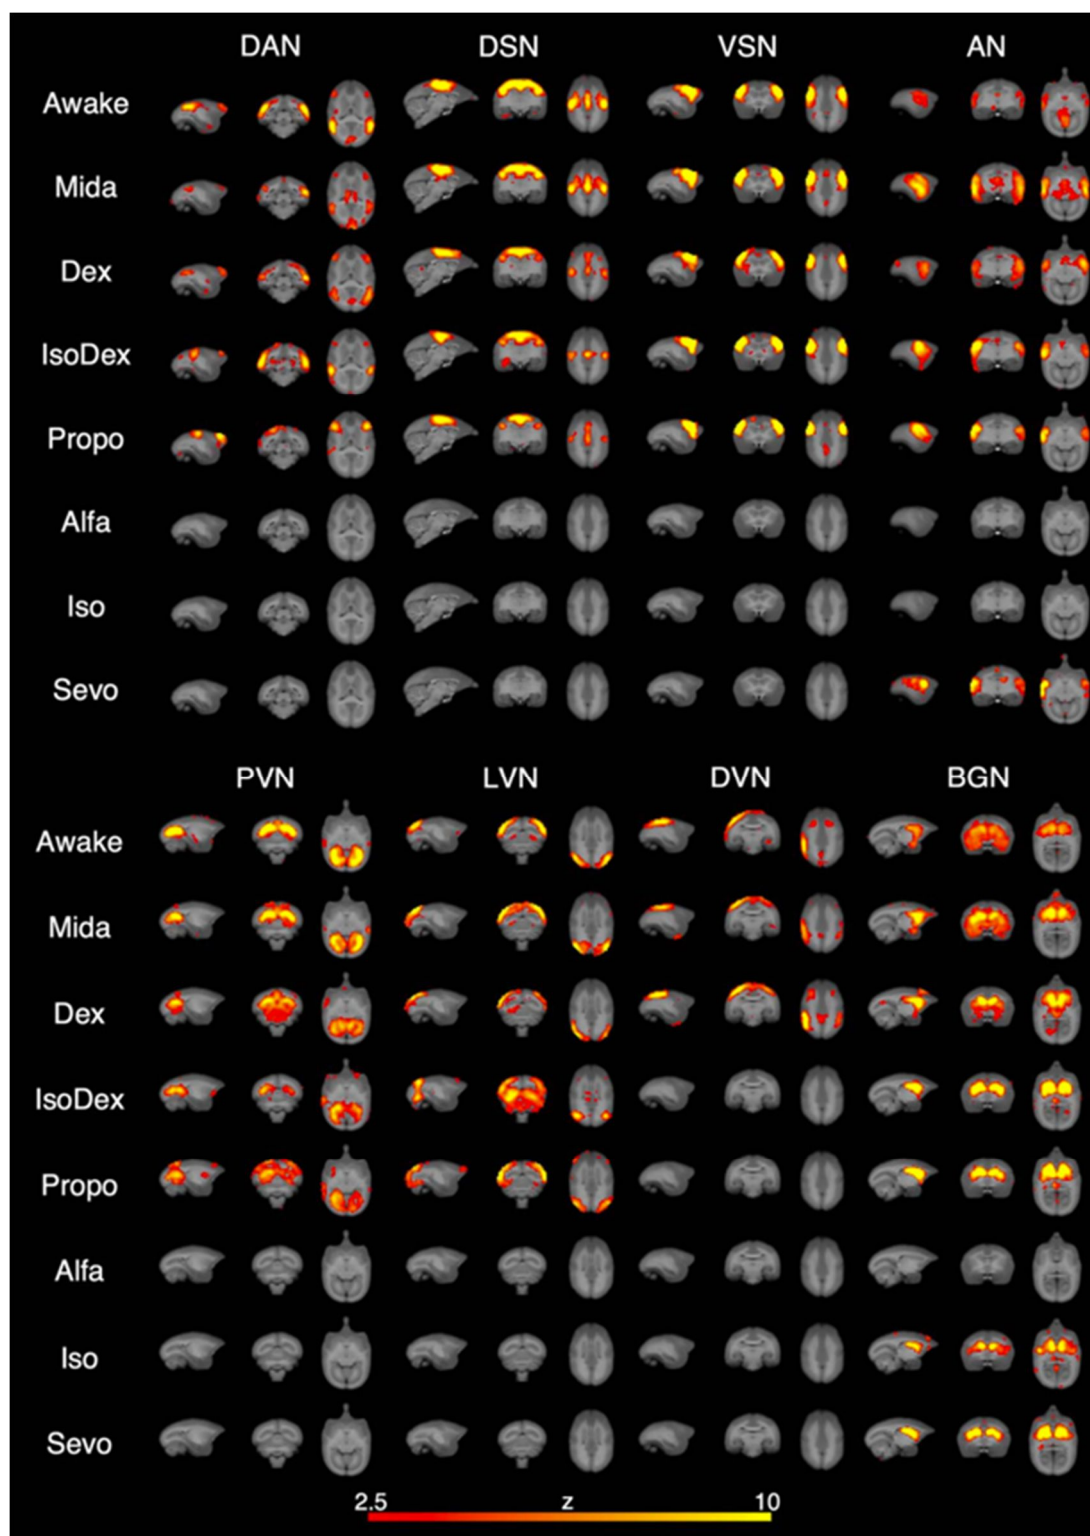 DAN DSN VSN AN
Awake
Mida
Dex
IsoDex
Propo
Alfa
Iso
Sevo
PVN LVN DVN BGN
Awake
Mida
Dex
IsoDex
Propo
Alfa
Iso
Sevo
2.5 z 10